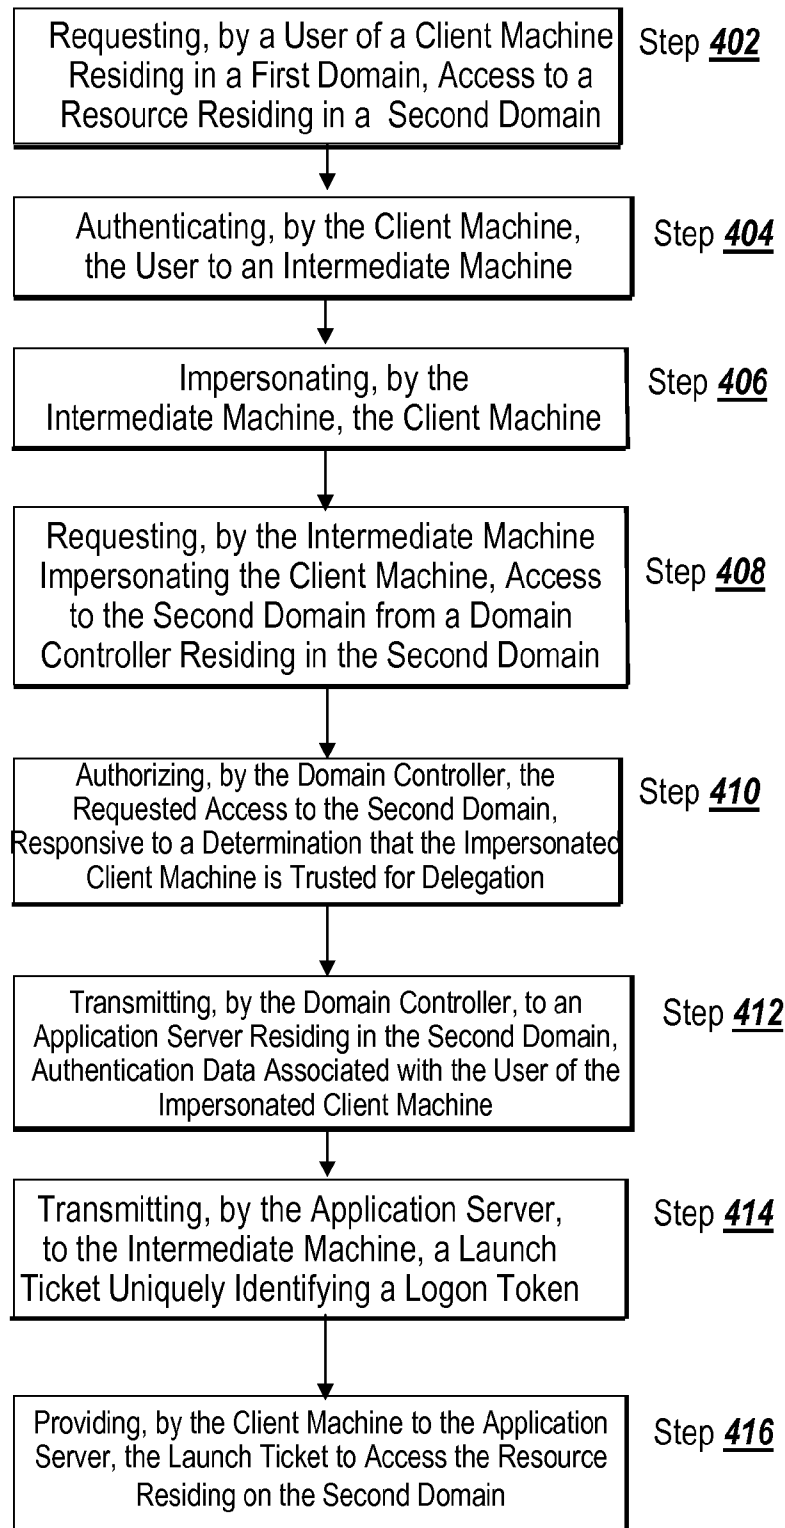 Requesting, by a User of a Client Machine
Residing in a First Domain, Access to a
Resource Residing in a Second Domain
Step 402
Authenticating, by the Client Machine,
the User to an Intermediate Machine
Step 404
Impersonating, by the
Intermediate Machine, the Client Machine
Step 406
Requesting, by the Intermediate Machine
Impersonating the Client Machine, Access
to the Second Domain from a Domain
Controller Residing in the Second Domain
Step 408
Authorizing, by the Domain Controller, the
Requested Access to the Second Domain,
Responsive to a Determination that the Impersonated
Client Machine is Trusted for Delegation
Step 410
Transmitting, by the Domain Controller, to an
Application Server Residing in the Second Domain,
Authentication Data Associated with the User of the
Impersonated Client Machine
Step 412
Transmitting, by the Application Server,
to the Intermediate Machine, a Launch
Ticket Uniquely Identifying a Logon Token
Step 414
Providing, by the Client Machine to the Application
Server, the Launch Ticket to Access the Resource
Residing on the Second Domain
Step 416